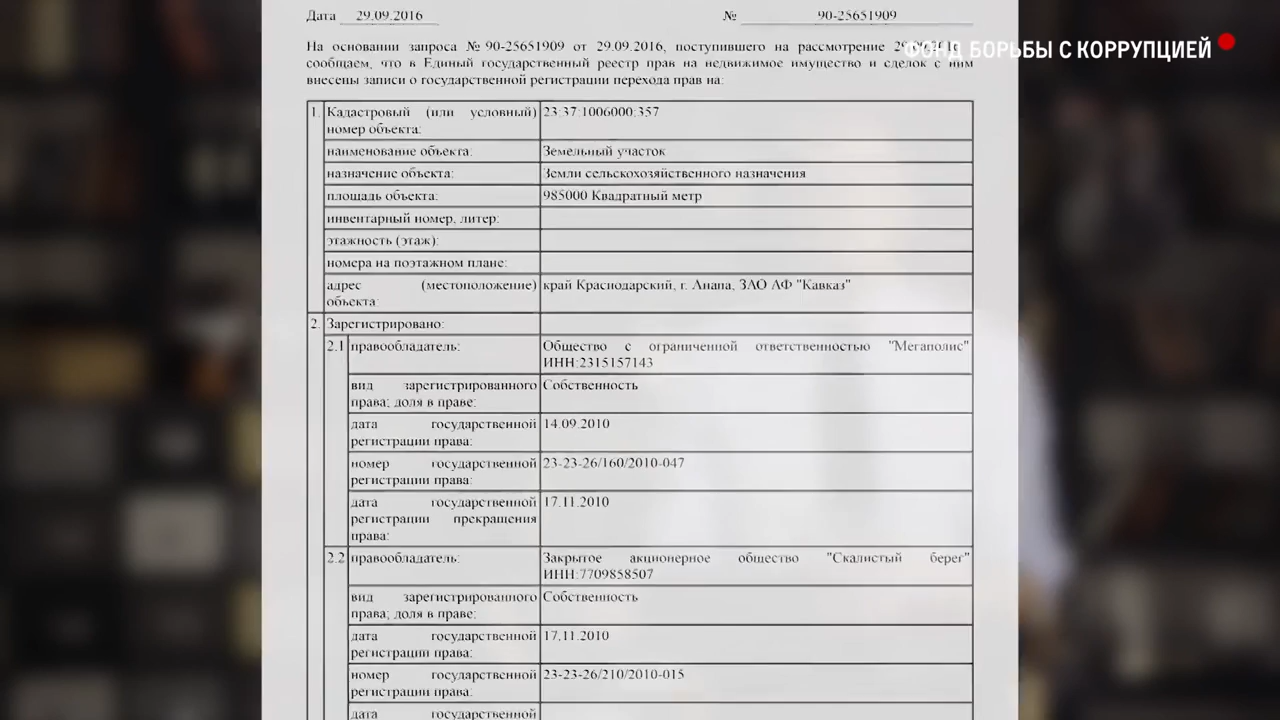 Дата 29.09.2016 № 90-25651909
На основании запроса № 90-25651909 от 29.09.2016, поступившего на рассмотрение
ФОНД БОРЬБЫ С КОРРУПЦИЕЙ
сообщаем, что в Единый государственный реестр прав на недвижимое имущество и сделок с ним
внесены записи о государственной регистрации перехода прав на:
1. Кадастровый (или условный) 23:37:1006000:357
номер объекта:
наименование объекта: Земельный участок
назначение объекта: Земли сельскохозяйственного назначения
площадь объекта: 985000 Квадратный метр
инвентарный номер, литер:
этажность (этаж):
номера на поэтажном плане:
адрес (местоположение) край Краснодарский, г. Анапа, ЗАО АФ "Кавказ"
объекта:
2. Зарегистрировано:
2.1 правообладатель: Общество с ограниченной ответственностью "Мегаполис"
ИНН:2315157143
вид зарегистрированного Собственность
права; доля в праве:
дата государственной 14.09.2010
регистрации права:
номер государственной 23-23-26/160/2010-047
регистрации права:
дата государственной 17.11.2010
регистрации прекращения
права:
2.2 правообладатель: Закрытое акционерное общество "Скалистый берег"
ИНН:7709858507
вид зарегистрированного Собственность
права; доля в праве:
дата государственной 17.11.2010
регистрации права:
номер государственной 23-23-26/210/2010-015
регистрации права:
дата государственной